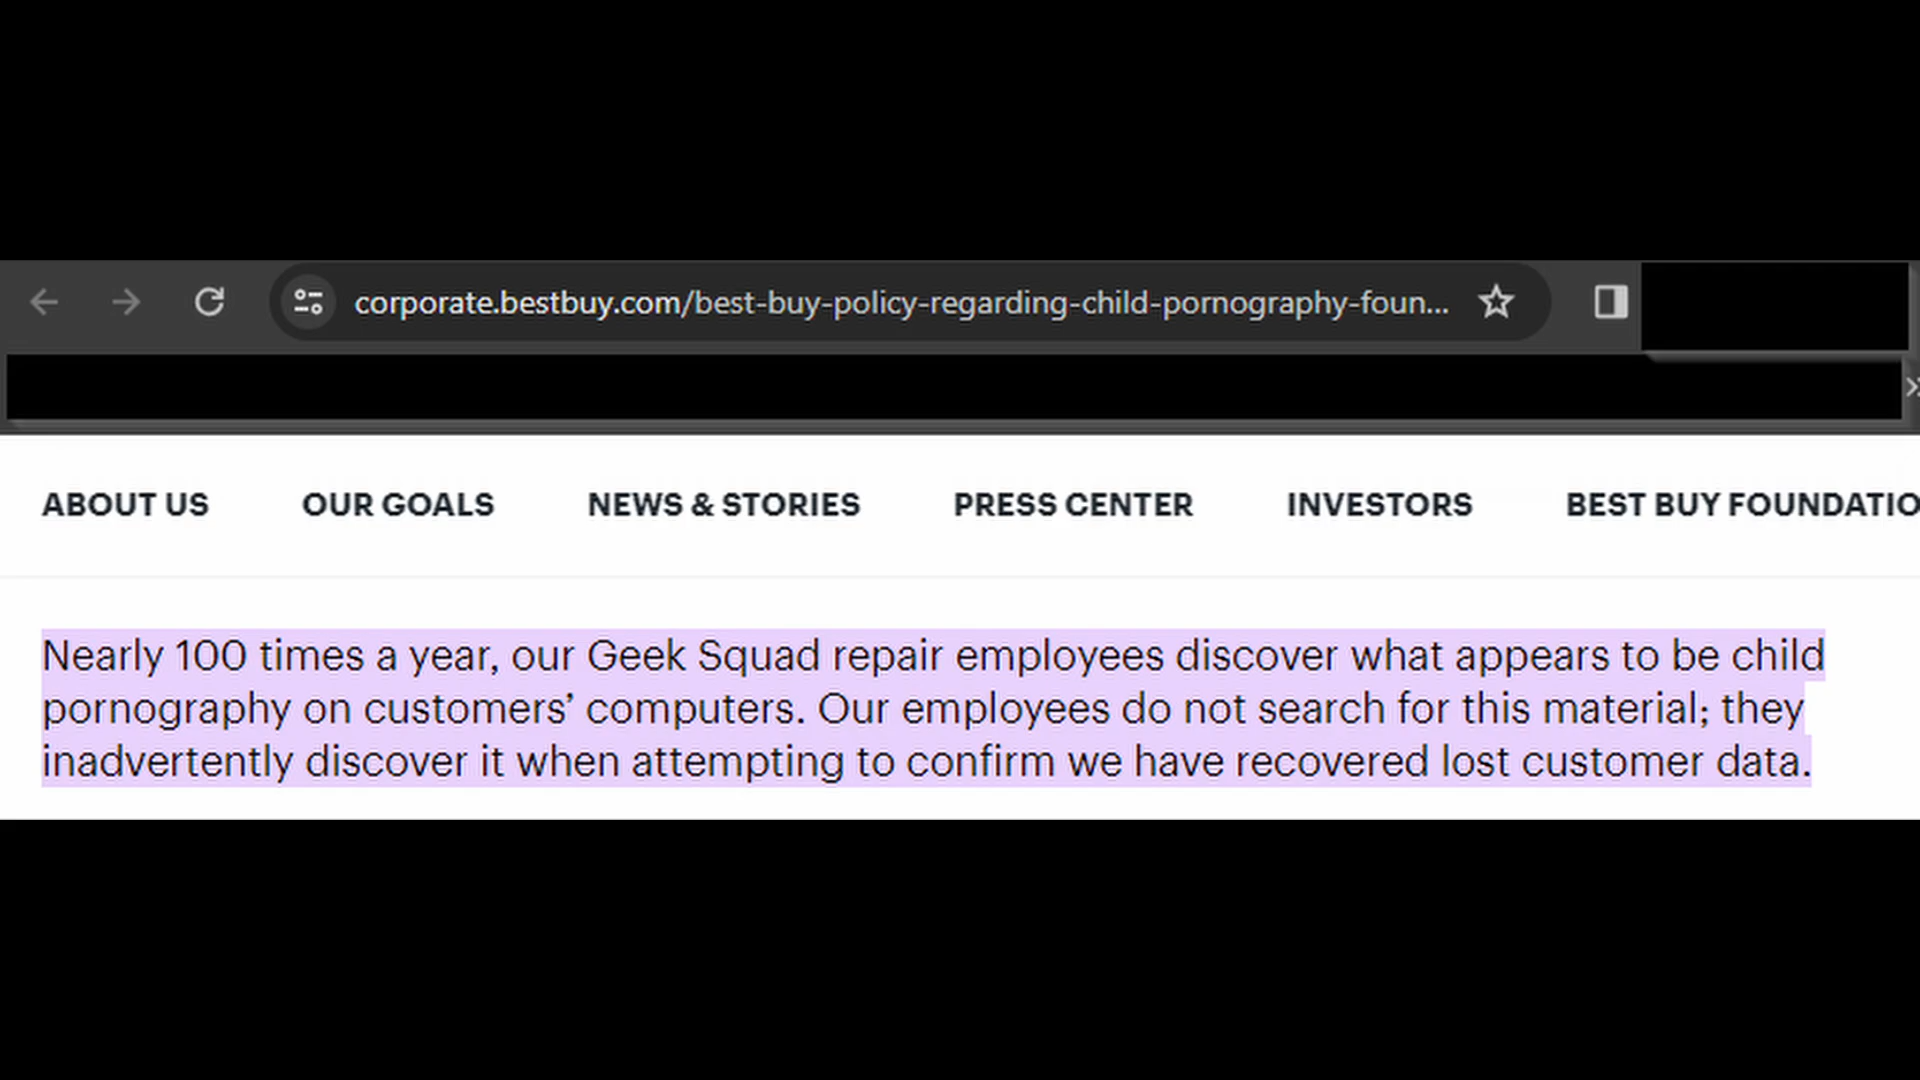 corporate.bestbuy.com/best-buy-policy-regarding-child-pornography-foun...
ABOUT US OUR GOALS NEWS & STORIES PRESS CENTER INVESTORS BEST BUY FOUNDATIO
Nearly 100 times a year, our Geek Squad repair employees discover what appears to be child
pornography on customers’ computers. Our employees do not search for this material; they
inadvertently discover it when attempting to confirm we have recovered lost customer data.